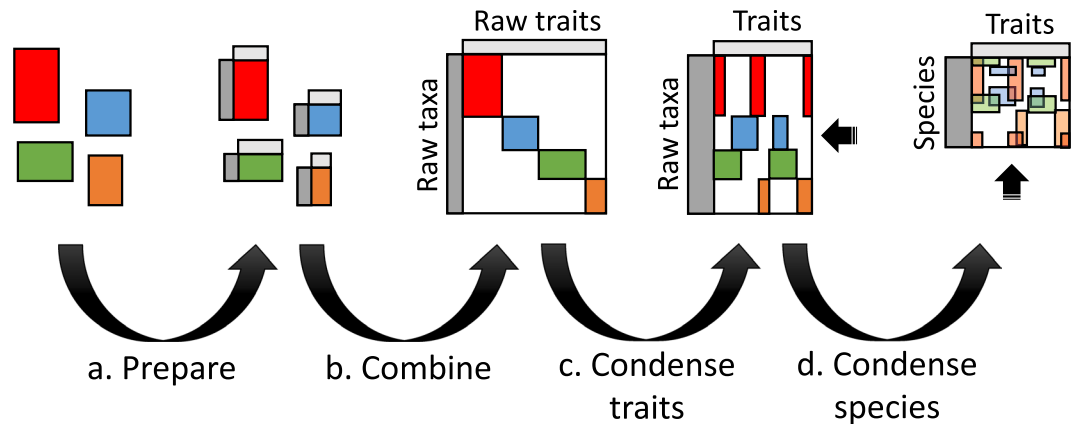 Raw traits
Traits
Traits
Raw taxa
Raw taxa
Species
a. Prepare
b. Combine
c. Condense
traits
d. Condense
species